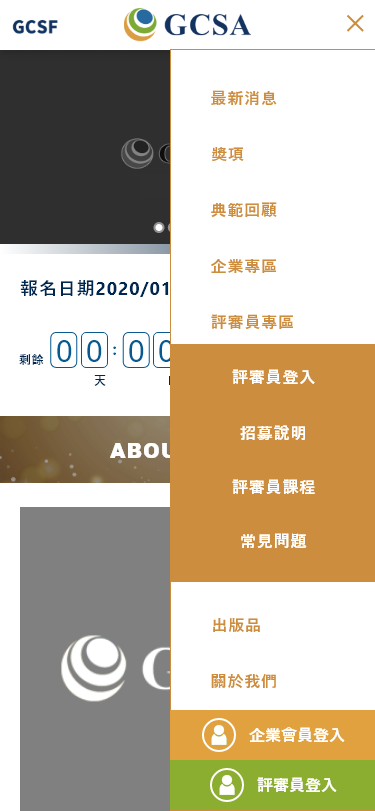 GCSF
GCSA
最新消息
獎項
典範回顧
企業專區
報名日期2020/01
評審員專區
剩餘 00:0
天
評審員登入
招募說明
ABOU
評審員課程
常見問題
出版品
G
關於我們
企業會員登入
評審員登入